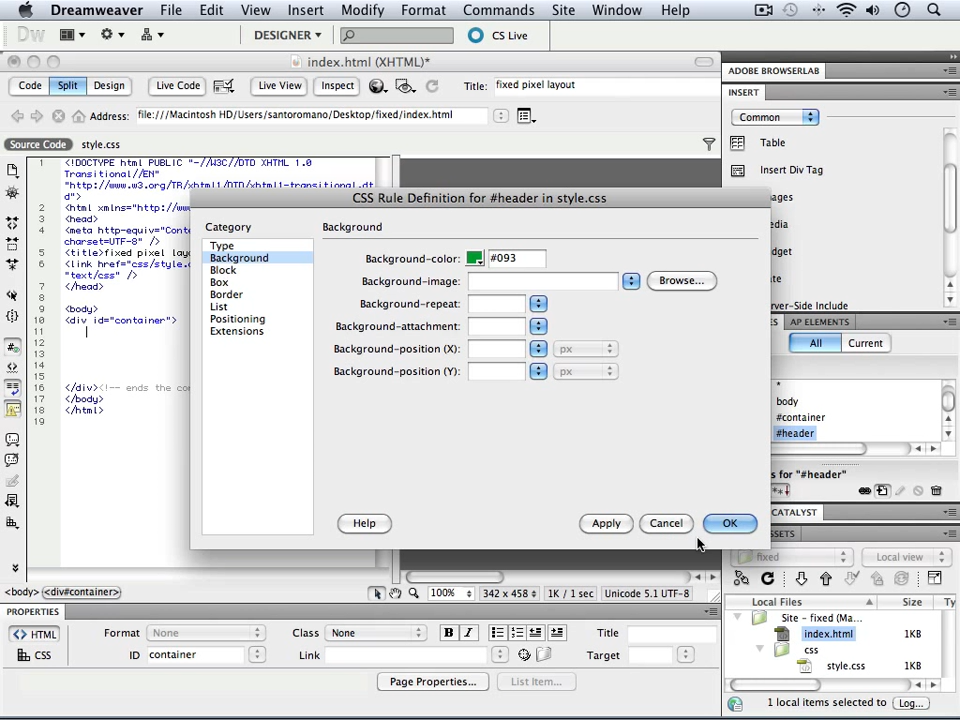 Dreamweaver File Edit View Insert Modify Format Commands Site Window Help
Dw DESIGNER CS Live
index.html (XHTML)*
Code Split Design Live Code Live View Inspect Title: fixed pixel layout
Address: file:///Macintosh HD/Users/santoromano/Desktop/fixed/index.html
Source Code style.css
1 <!DOCTYPE html PUBLIC "-//W3C//DTD XHTML 1.0
Transitional//EN"
"http://www.w3.org/TR/xhtml1/DTD/xhtml1-transitional.dt
d">
2 <html xmlns="http://www
3 <head>
4 <meta http-equiv="Conte
charset=UTF-8" />
5 <title>fixed pixel layo
6 <link href="css/style.c
"text/css" />
7 </head>
8
9 <body>
10 <div id="container">
11
12
13
14
15
16 </div><!-- ends the co
17 </body>
18 </html>
19
CSS Rule Definition for #header in style.css
Category
Type
Background
Block
Box
Border
List
Positioning
Extensions
Background
Background-color: #093
Background-image: Browse...
Background-repeat:
Background-attachment:
Background-position (X): px
Background-position (Y): px
Help Apply Cancel OK
ADOBE BROWSERLAB
INSERT
Common
Table
Insert Div Tag
ages
dia
get
erver-Side Include
ES AP ELEMENTS
All Current
*
body
#container
#header
s for "#header"
CATALYST
SETS
fixed Local view
Local Files Size Ty
Site - fixed (Ma...
index.html 1KB
css
style.css 1KB
1 local items selected to Log...
<body> <div#container> 100% 342 x 458 1K / 1 sec Unicode 5.1 UTF-8
PROPERTIES
<> HTML Format None Class None B I Title
CSS ID container Link Target
Page Properties... List Item...